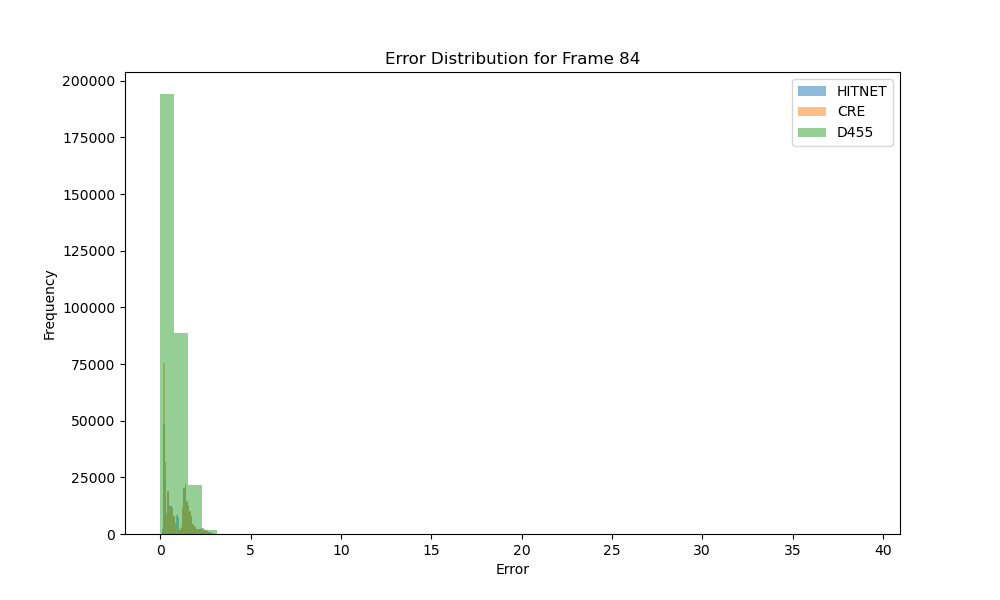 Error Distribution for Frame 84
200000
175000
150000
125000
100000
75000
50000
25000
0
Frequency
HITNET
CRE
D455
0 5 10 15 20 25 30 35 40
Error